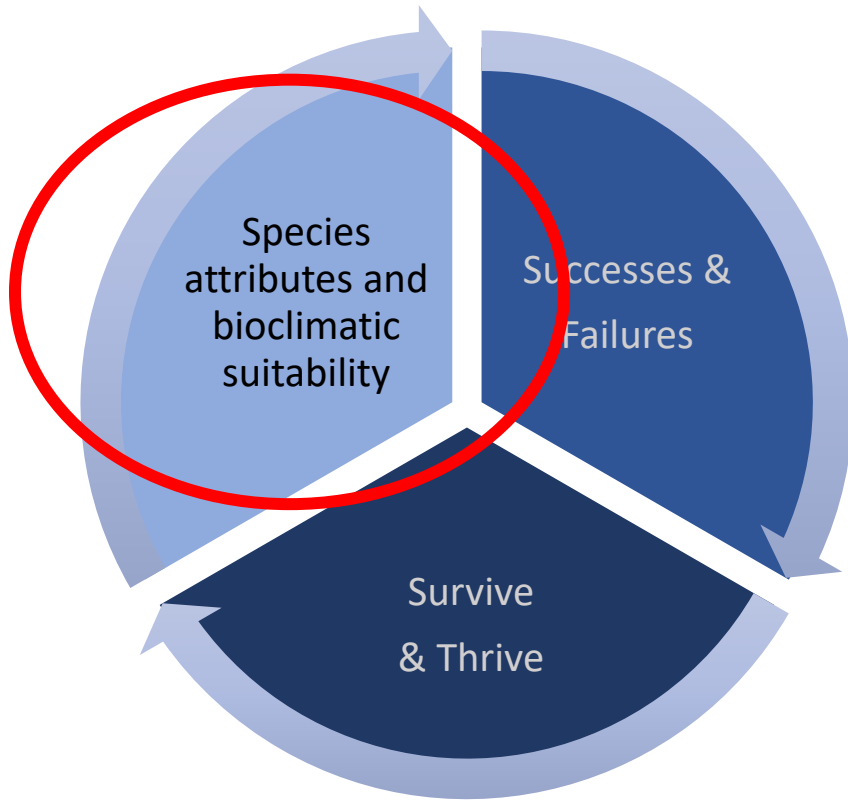 Species
attributes and
bioclimatic
suitability
Successes &
Failures
Survive
& Thrive